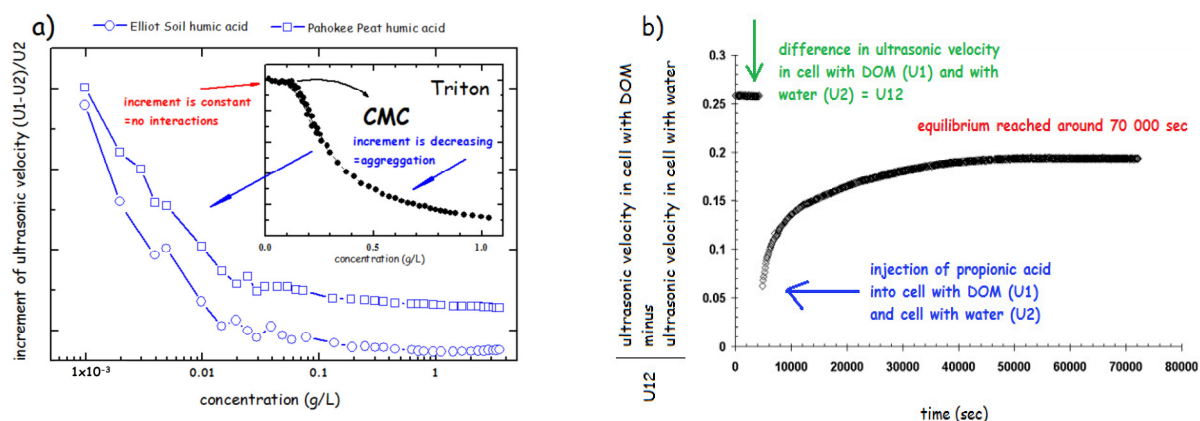 a)
Elliot Soil humic acid
Pahokee Peat humic acid
increment of ultrasonic velocity (U1-U2)/U2
increment is constant
=no interactions
Triton
CMC
increment is decreasing
=aggreggation
0.0 0.5 1.0
concentration (g/L)
1x10⁻³ 0.01 0.1 1
concentration (g/L)
b)
ultrasonic velocity in cell with DOM
minus
ultrasonic velocity in cell with water
U12
0.3
0.25
0.2
0.15
0.1
0.05
0
difference in ultrasonic velocity
in cell with DOM (U1) and with
water (U2) = U12
equilibrium reached around 70 000 sec
injection of propionic acid
into cell with DOM (U1)
and cell with water (U2)
0 10000 20000 30000 40000 50000 60000 70000 80000
time (sec)